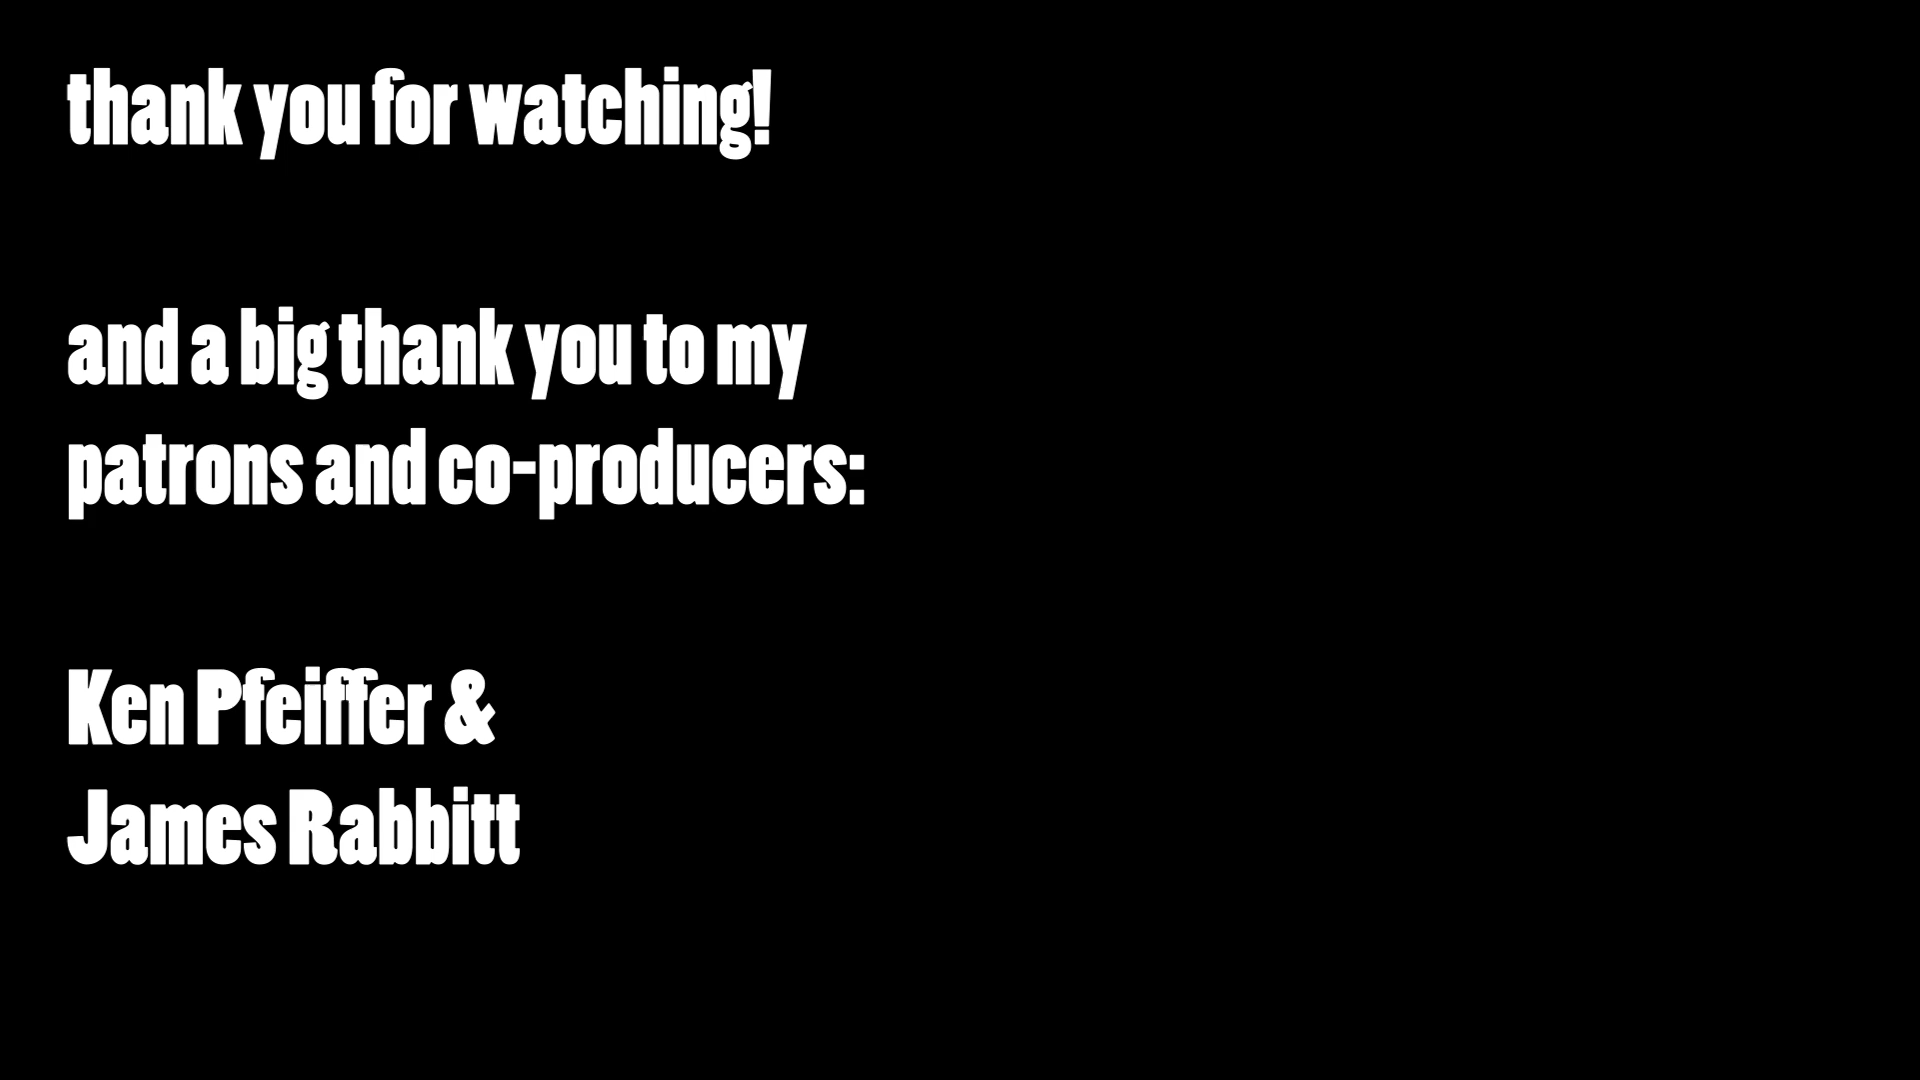 thank you for watching!
and a big thank you to my
patrons and co-producers:
Ken Pfeiffer &
James Rabbitt